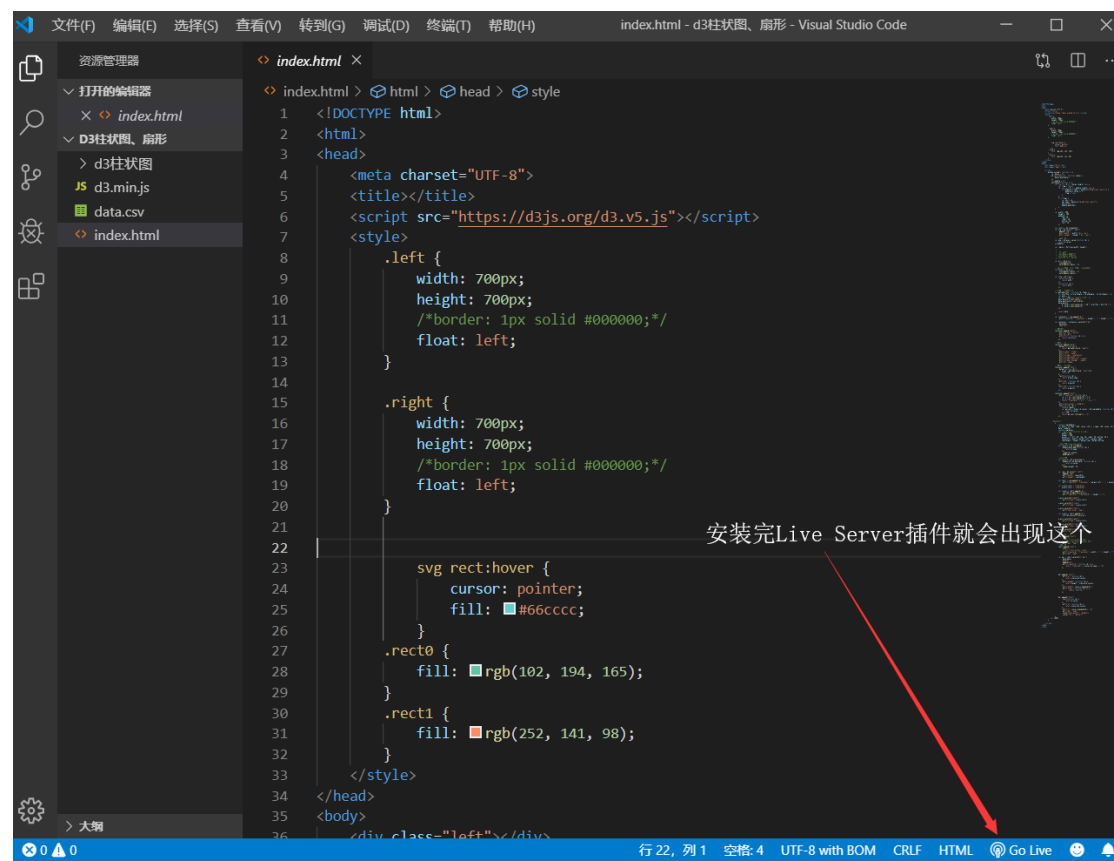 文件(F) 编辑(E) 选择(S) 查看(V) 转到(G) 调试(D) 终端(T) 帮助(H) index.html - d3柱状图、扇形 - Visual Studio Code
资源管理器
打开的编辑器
index.html
D3柱状图、扇形
d3柱状图
JS d3.min.js
data.csv
index.html
大纲
index.html
index.html > html > head > style
1 <!DOCTYPE html>
2 <html>
3 <head>
4 <meta charset="UTF-8">
5 <title></title>
6 <script src="https://d3js.org/d3.v5.js"></script>
7 <style>
8 .left {
9 width: 700px;
10 height: 700px;
11 /*border: 1px solid #000000;*/
12 float: left;
13 }
14
15 .right {
16 width: 700px;
17 height: 700px;
18 /*border: 1px solid #000000;*/
19 float: left;
20 }
21
安装完Live Server插件就会出现这个
22
23 svg rect:hover {
24 cursor: pointer;
25 fill: #66cccc;
26 }
27 .rect0 {
28 fill: rgb(102, 194, 165);
29 }
30 .rect1 {
31 fill: rgb(252, 141, 98);
32 }
33 </style>
34 </head>
35 <body>
36 <div class="left"></div>
0 0 行 22, 列 1 空格: 4 UTF-8 with BOM CRLF HTML Go Live